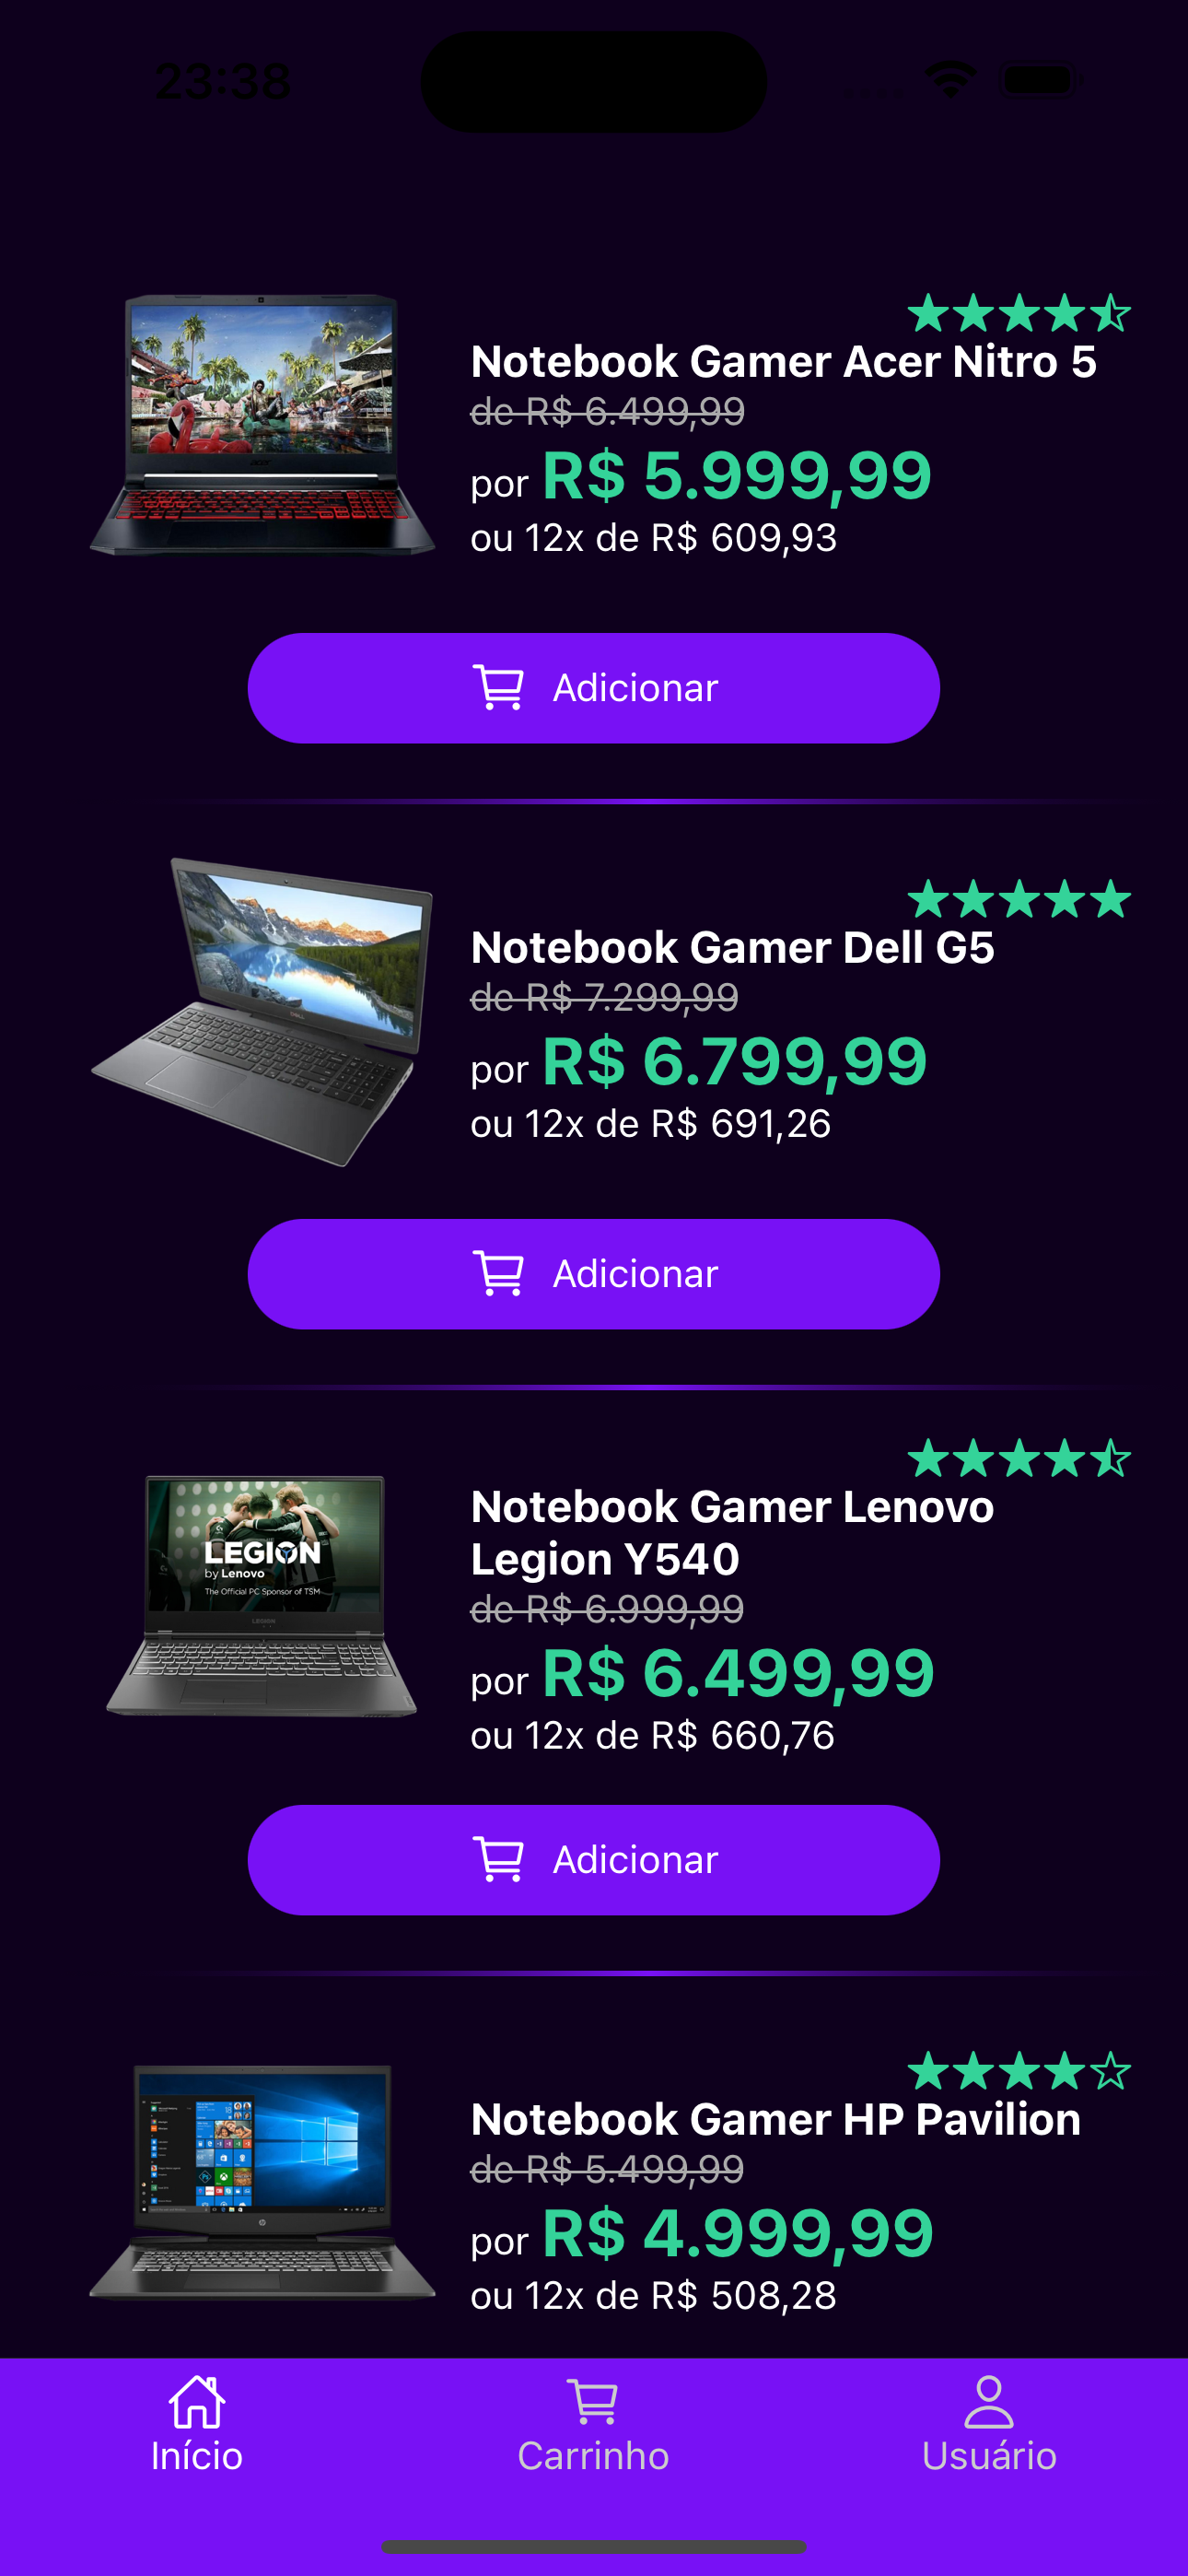 23:38
Notebook Gamer Acer Nitro 5
de R$ 6.499,99
por R$ 5.999,99
ou 12x de R$ 609,93
Adicionar
Notebook Gamer Dell G5
de R$ 7.299,99
por R$ 6.799,99
ou 12x de R$ 691,26
Adicionar
LEGION
by Lenovo
The Official PC Sponsor of TSM
LEGION
Notebook Gamer Lenovo
Legion Y540
de R$ 6.999,99
por R$ 6.499,99
ou 12x de R$ 660,76
Adicionar
Notebook Gamer HP Pavilion
de R$ 5.499,99
por R$ 4.999,99
ou 12x de R$ 508,28
Início
Carrinho
Usuário